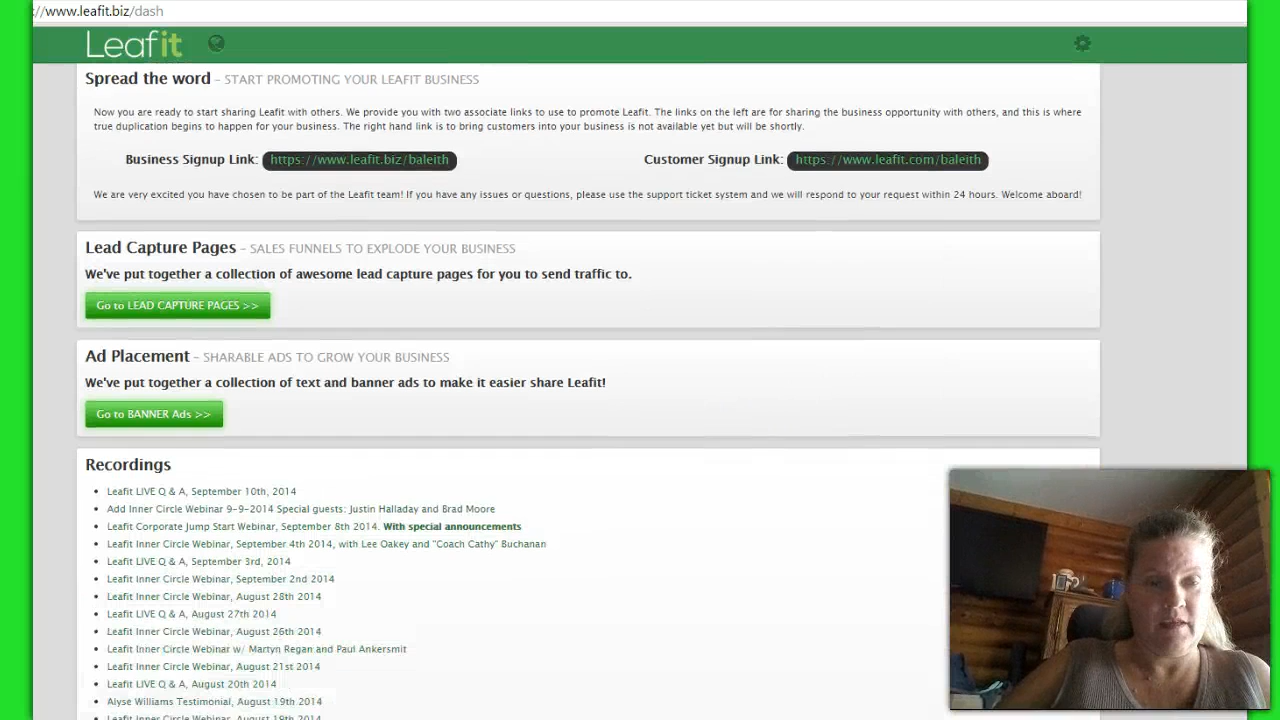 ://www.leafit.biz/dash
Leafit
Spread the word - START PROMOTING YOUR LEAFIT BUSINESS
Now you are ready to start sharing Leafit with others. We provide you with two associate links to use to promote Leafit. The links on the left are for sharing the business opportunity with others, and this is where
true duplication begins to happen for your business. The right hand link is to bring customers into your business is not available yet but will be shortly.
Business Signup Link: https://www.leafit.biz/baleith
Customer Signup Link: https://www.leafit.com/baleith
We are very excited you have chosen to be part of the Leafit team! If you have any issues or questions, please use the support ticket system and we will respond to your request within 24 hours. Welcome aboard!
Lead Capture Pages - SALES FUNNELS TO EXPLODE YOUR BUSINESS
We've put together a collection of awesome lead capture pages for you to send traffic to.
Go to LEAD CAPTURE PAGES >>
Ad Placement - SHARABLE ADS TO GROW YOUR BUSINESS
We've put together a collection of text and banner ads to make it easier share Leafit!
Go to BANNER Ads >>
Recordings
Leafit LIVE Q & A, September 10th, 2014
Add Inner Circle Webinar 9-9-2014 Special guests: Justin Halladay and Brad Moore
Leafit Corporate Jump Start Webinar, September 8th 2014. With special announcements
Leafit Inner Circle Webinar, September 4th 2014, with Lee Oakey and "Coach Cathy" Buchanan
Leafit LIVE Q & A, September 3rd, 2014
Leafit Inner Circle Webinar, September 2nd 2014
Leafit Inner Circle Webinar, August 28th 2014
Leafit LIVE Q & A, August 27th 2014
Leafit Inner Circle Webinar, August 26th 2014
Leafit Inner Circle Webinar w/ Martyn Regan and Paul Ankersmit
Leafit Inner Circle Webinar, August 21st 2014
Leafit LIVE Q & A, August 20th 2014
Alyse Williams Testimonial, August 19th 2014
Leafit Inner Circle Webinar, August 19th 2014